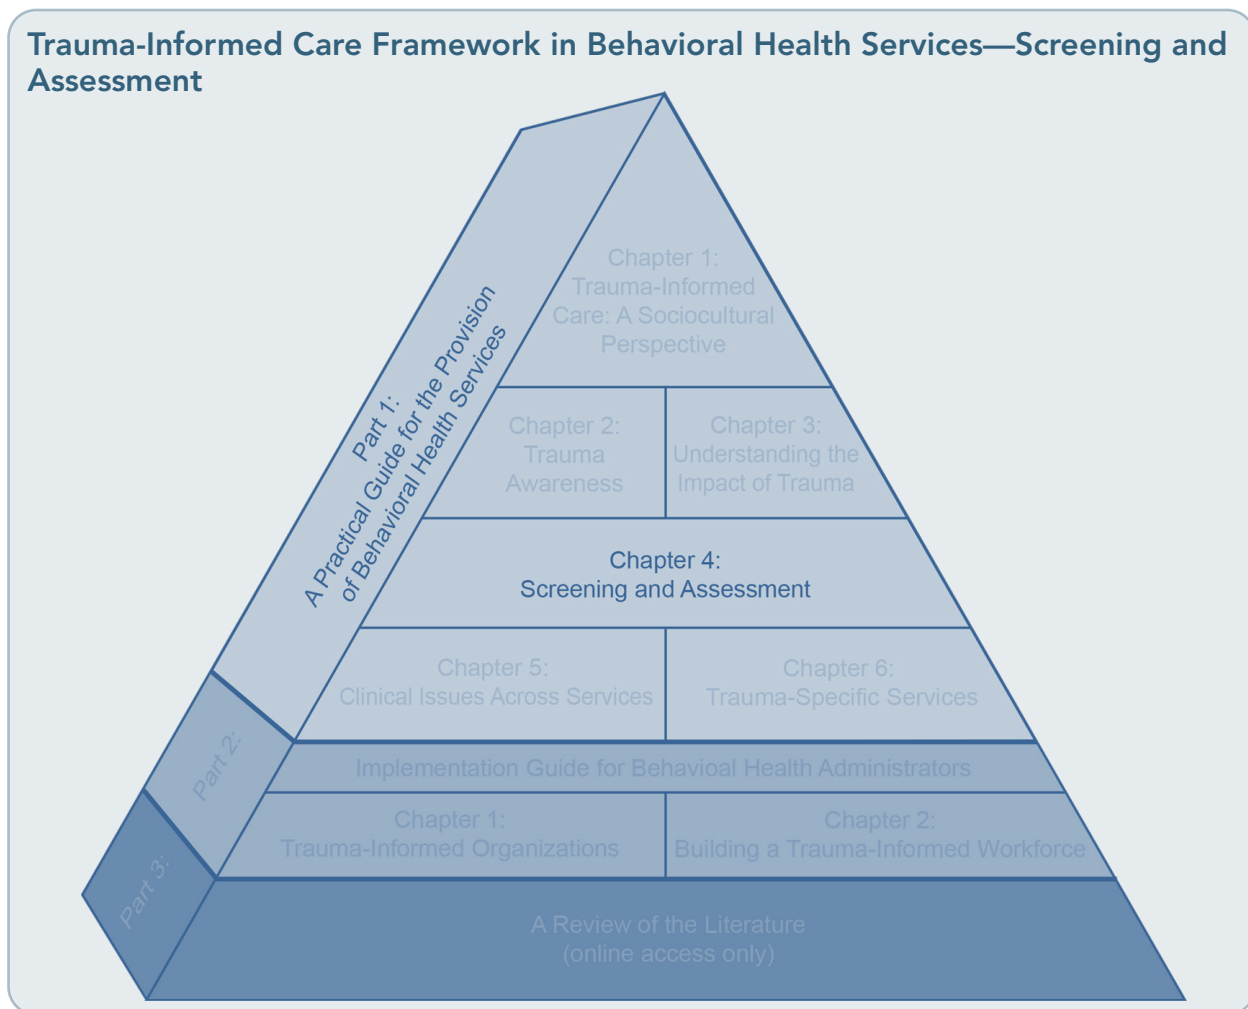 Trauma-Informed Care Framework in Behavioral Health Services—Screening and
Assessment
Part 1:
A Practical Guide for the Provision
of Behavioral Health Services
Chapter 1:
Trauma-Informed
Care: A Sociocultural
Perspective
Chapter 2:
Trauma
Awareness
Chapter 3:
Understanding the
Impact of Trauma
Chapter 4:
Screening and Assessment
Chapter 5:
Clinical Issues Across Services
Chapter 6:
Trauma-Specific Services
Part 2:
Implementation Guide for Behavioal Health Administrators
Chapter 1:
Trauma-Informed Organizations
Chapter 2:
Building a Trauma-Informed Workforce
Part 3:
A Review of the Literature
(online access only)